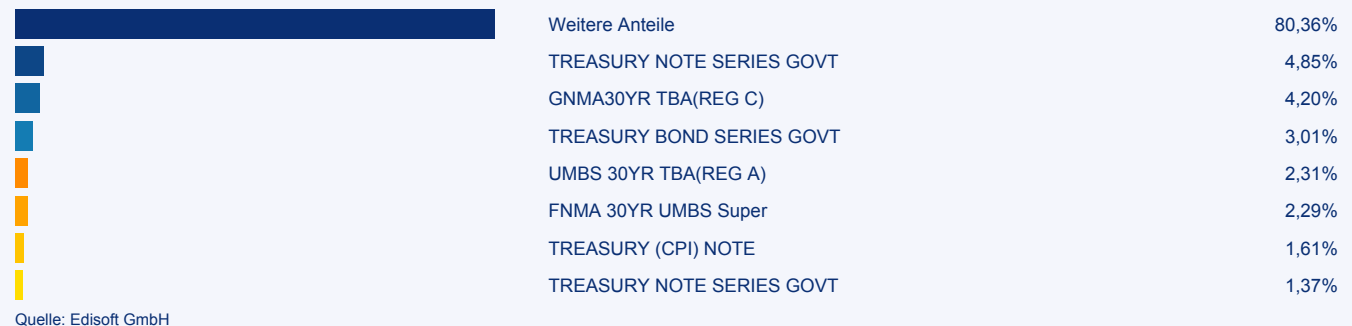 Weitere Anteile 80,36%
TREASURY NOTE SERIES GOVT 4,85%
GNMA30YR TBA(REG C) 4,20%
TREASURY BOND SERIES GOVT 3,01%
UMBS 30YR TBA(REG A) 2,31%
FNMA 30YR UMBS Super 2,29%
TREASURY (CPI) NOTE 1,61%
TREASURY NOTE SERIES GOVT 1,37%
Quelle: Edisoft GmbH